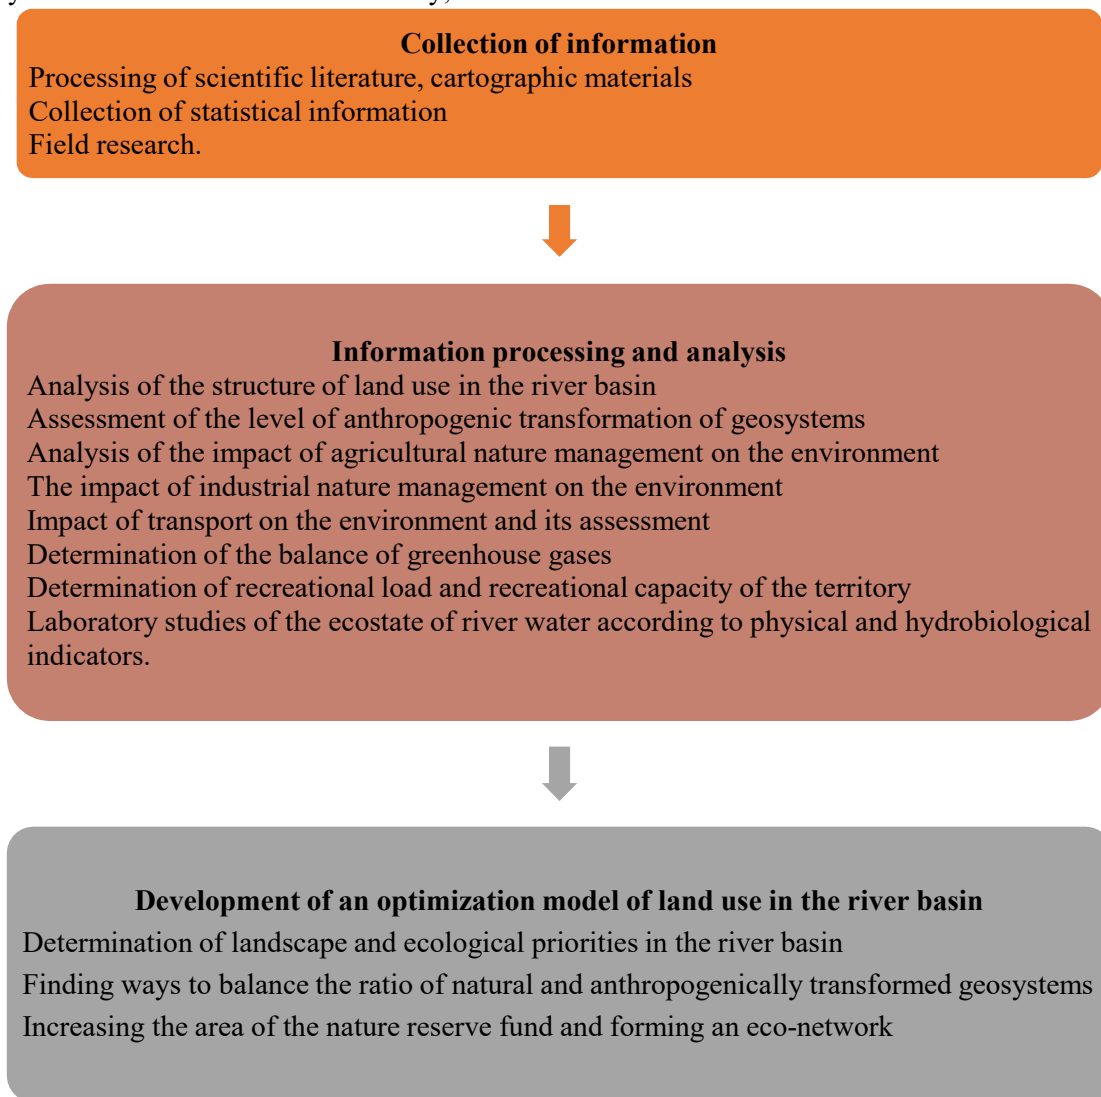 Collection of information
Processing of scientific literature, cartographic materials
Collection of statistical information
Field research.
Information processing and analysis
Analysis of the structure of land use in the river basin
Assessment of the level of anthropogenic transformation of geosystems
Analysis of the impact of agricultural nature management on the environment
The impact of industrial nature management on the environment
Impact of transport on the environment and its assessment
Determination of the balance of greenhouse gases
Determination of recreational load and recreational capacity of the territory
Laboratory studies of the ecostate of river water according to physical and hydrobiological
indicators.
Development of an optimization model of land use in the river basin
Determination of landscape and ecological priorities in the river basin
Finding ways to balance the ratio of natural and anthropogenically transformed geosystems
Increasing the area of the nature reserve fund and forming an eco-network